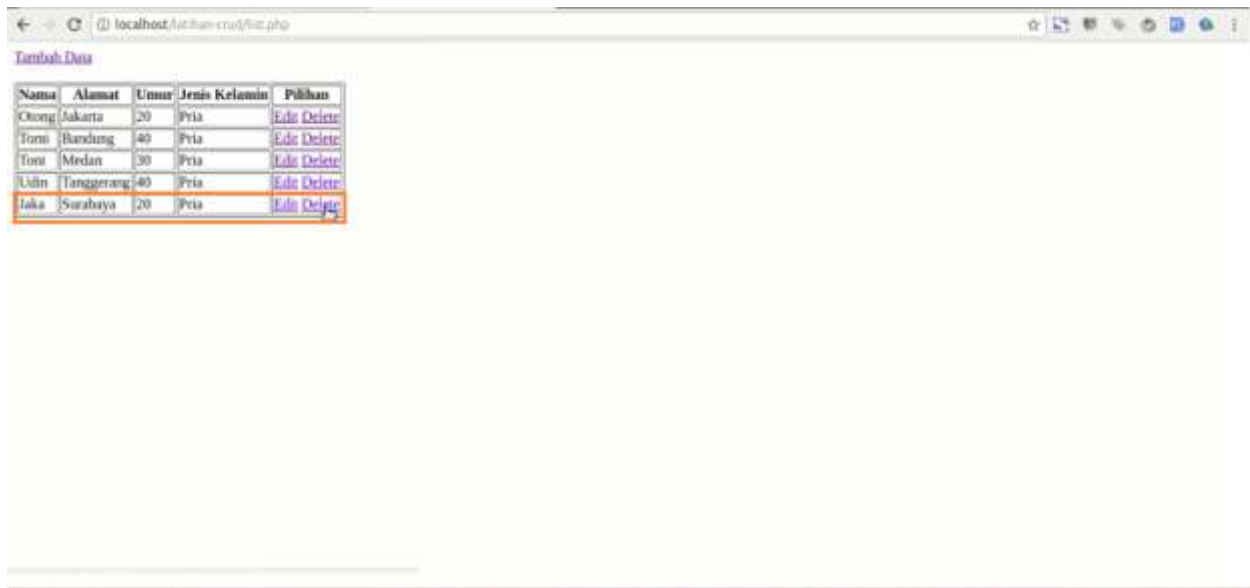 localhost/latihan-crud/list.php
Tambah Data
Nama Alamat Umur Jenis Kelamin Pilihan
Otong Jakarta 20 Pria Edit Delete
Tomi Bandung 40 Pria Edit Delete
Toni Medan 30 Pria Edit Delete
Udin Tanggerang 40 Pria Edit Delete
Jaka Surabaya 20 Pria Edit Delete